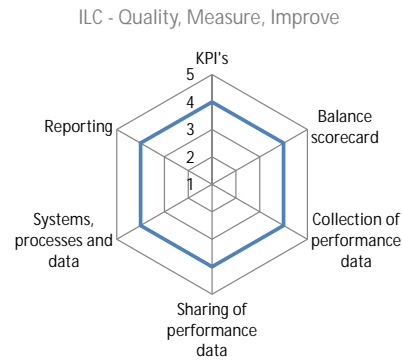 ILC - Quality, Measure, Improve
KPI's
5
4
3
2
1
Balance
scorecard
Collection of
performance
data
Sharing of
performance
data
Systems,
processes and
data
Reporting